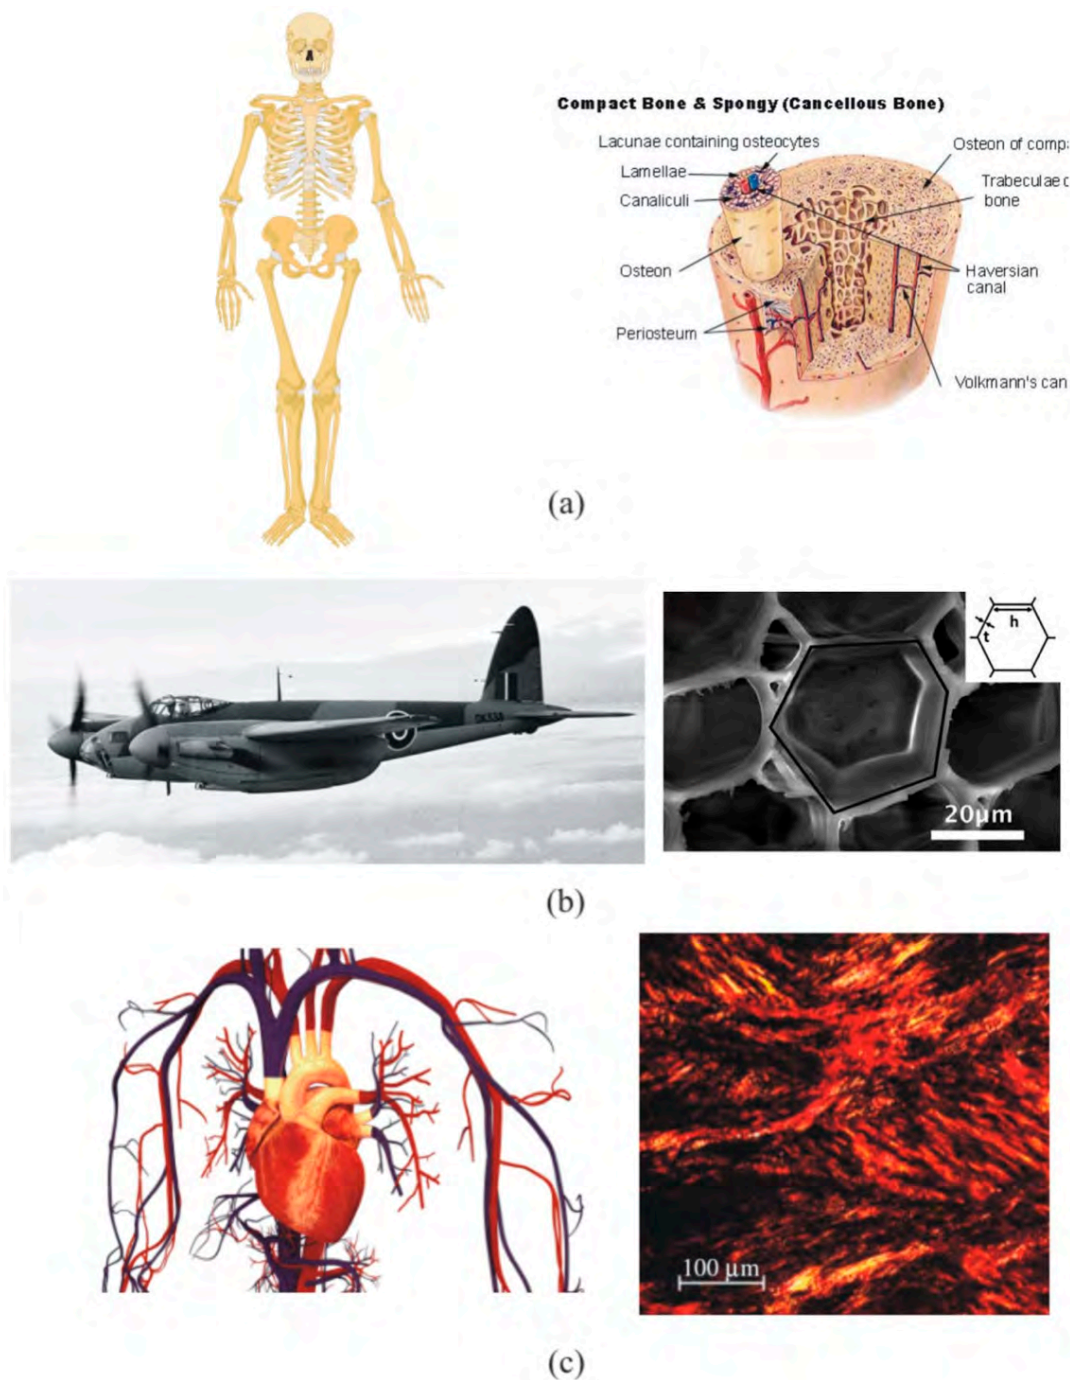 Compact Bone & Spongy (Cancellous Bone)
Lacunae containing osteocytes
Lamellae
Canaliculi
Osteon
Periosteum
Osteon of comp
Trabeculae
bone
Haversian
canal
Volkmann's can
(a)
h
t
20μm
(b)
100 μm
(c)